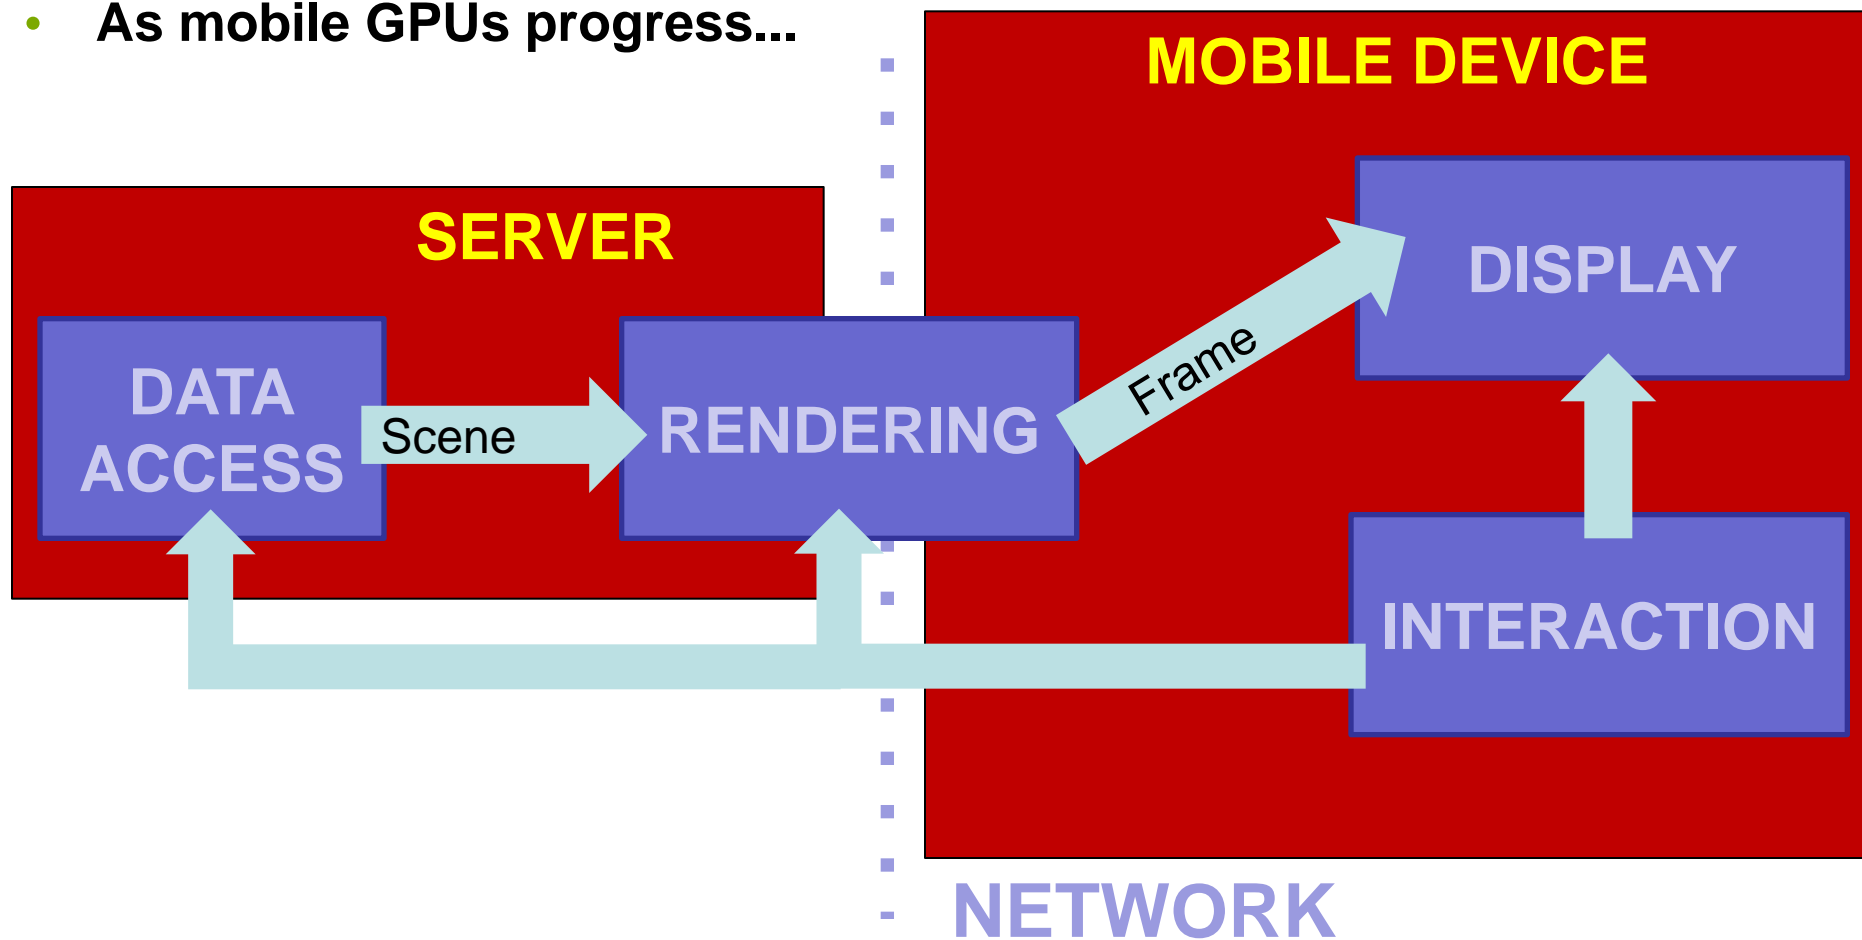 • As mobile GPUs progress...
MOBILE DEVICE
SERVER
DISPLAY
DATA
ACCESS
Scene
RENDERING
Frame
INTERACTION
NETWORK